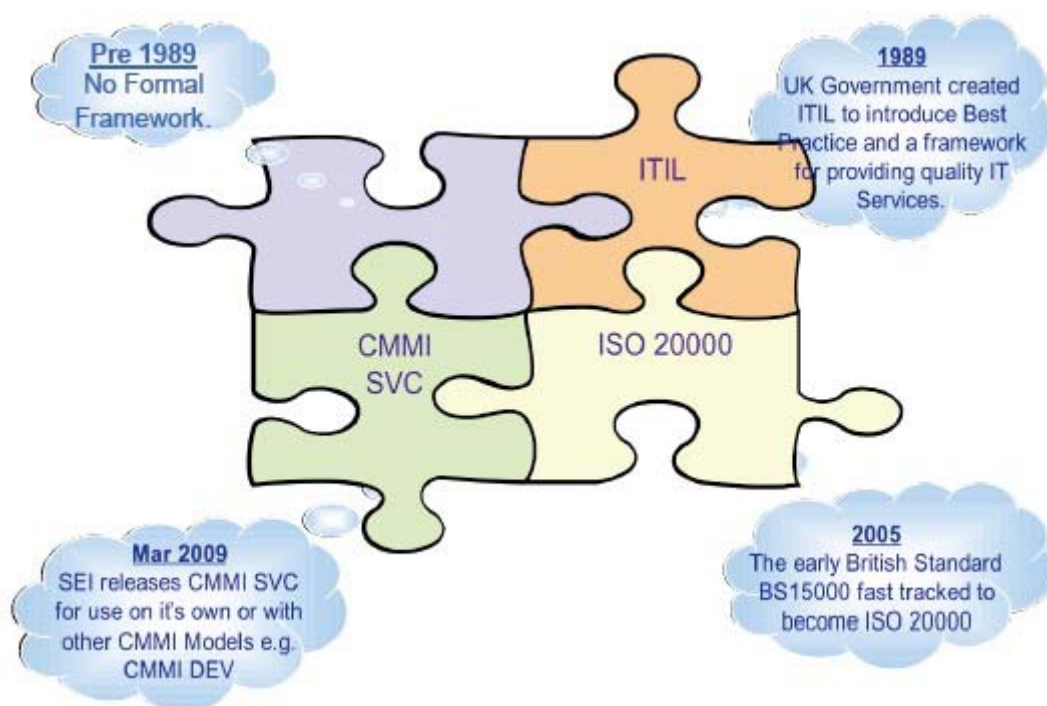 Pre 1989
No Formal
Framework.
1989
UK Government created
ITIL to introduce Best
Practice and a framework
for providing quality IT
Services.
ITIL
CMMI
SVC
ISO 20000
Mar 2009
SEI releases CMMI SVC
for use on it's own or with
other CMMI Models e.g.
CMMI DEV
2005
The early British Standard
BS15000 fast tracked to
become ISO 20000